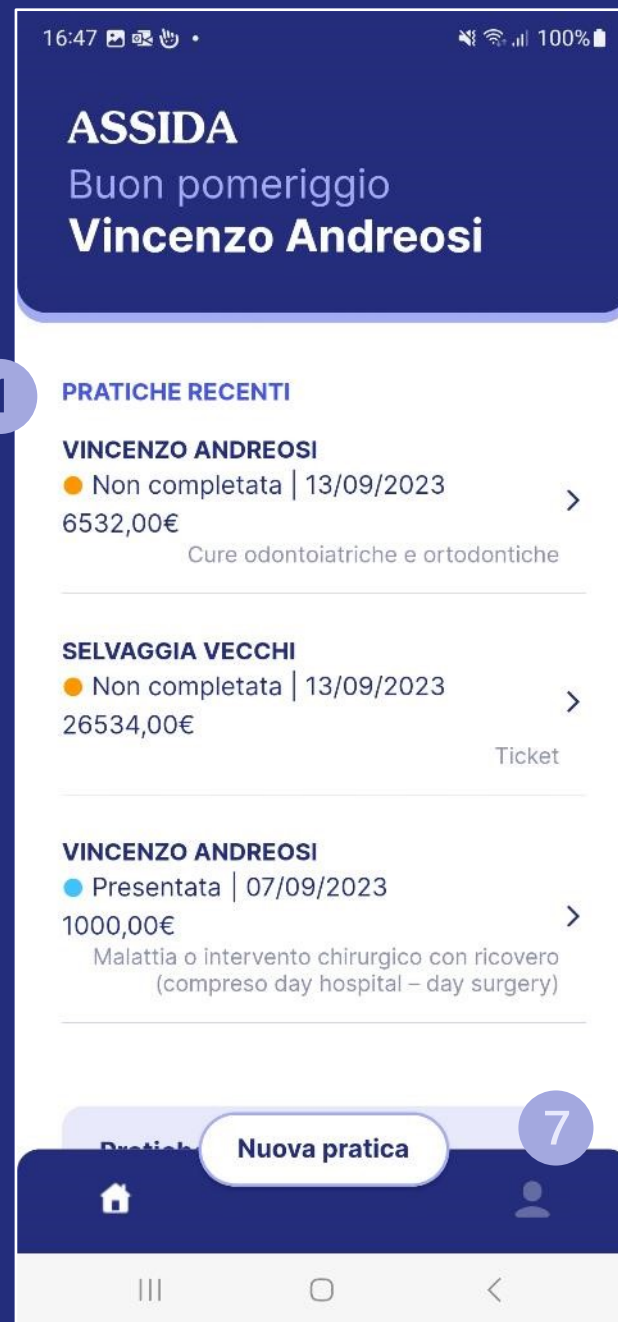 16:47 100%
ASSIDA
Buon pomeriggio
Vincenzo Andreosi
PRATICHE RECENTI
VINCENZO ANDREOSI
Non completata | 13/09/2023
6532,00€
Cure odontoiatriche e ortodontiche
SELVAGGIA VECCHI
Non completata | 13/09/2023
26534,00€
Ticket
VINCENZO ANDREOSI
Presentata | 07/09/2023
1000,00€
Malattia o intervento chirurgico con ricovero
(compreso day hospital – day surgery)
7
Nuova pratica